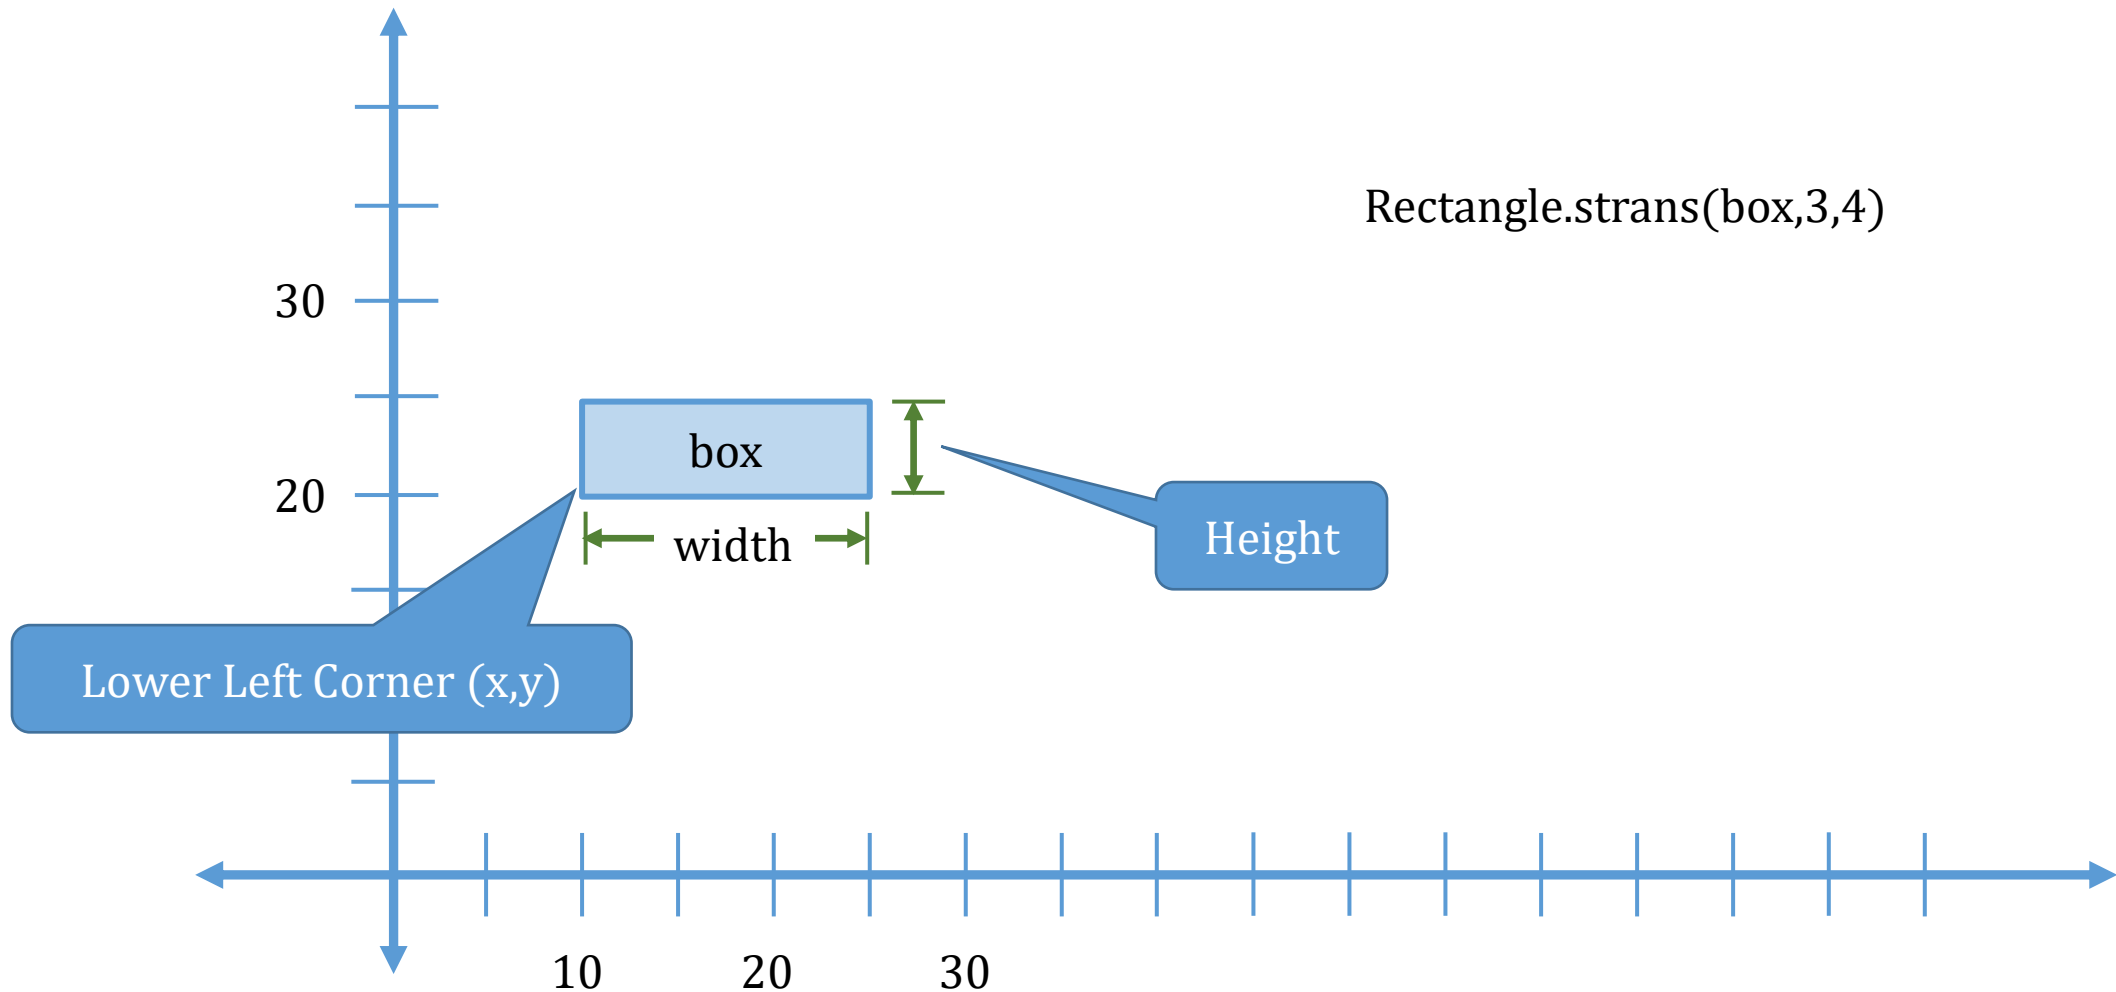 Rectangle.strans(box,3,4)
30
box
20
width
Height
Lower Left Corner (x,y)
10 20 30